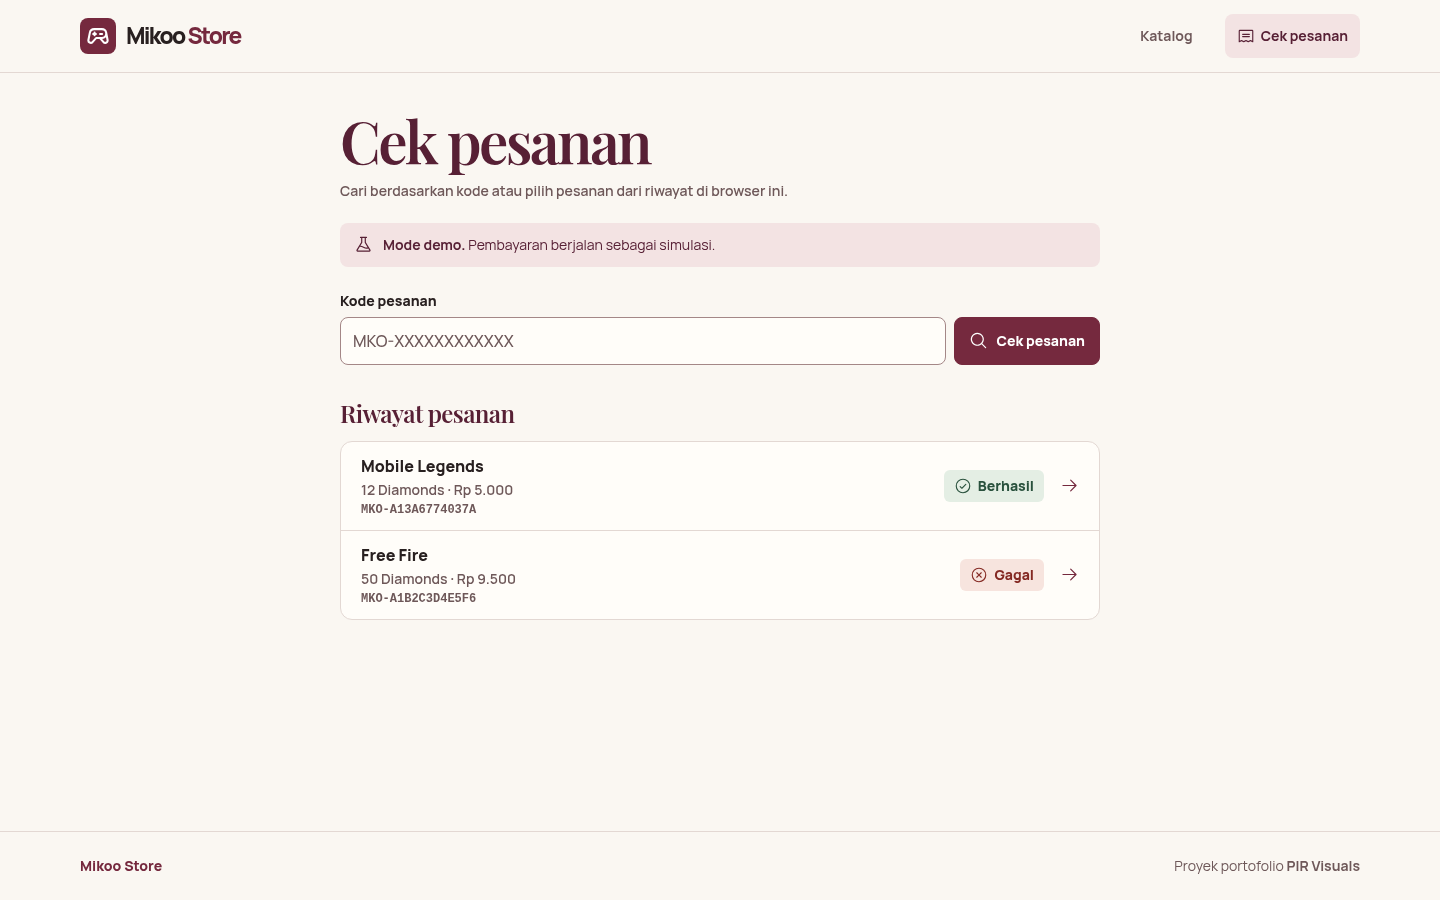 Mikoo Store
Katalog
Cek pesanan
Cek pesanan
Cari berdasarkan kode atau pilih pesanan dari riwayat di browser ini.
Mode demo. Pembayaran berjalan sebagai simulasi.
Kode pesanan
MKO-XXXXXXXXXXXX
Cek pesanan
Riwayat pesanan
Mobile Legends
12 Diamonds · Rp 5.000
MKO-A13A6774037A
Berhasil
Free Fire
50 Diamonds · Rp 9.500
MKO-A1B2C3D4E5F6
Gagal
Mikoo Store
Proyek portofolio PIR Visuals